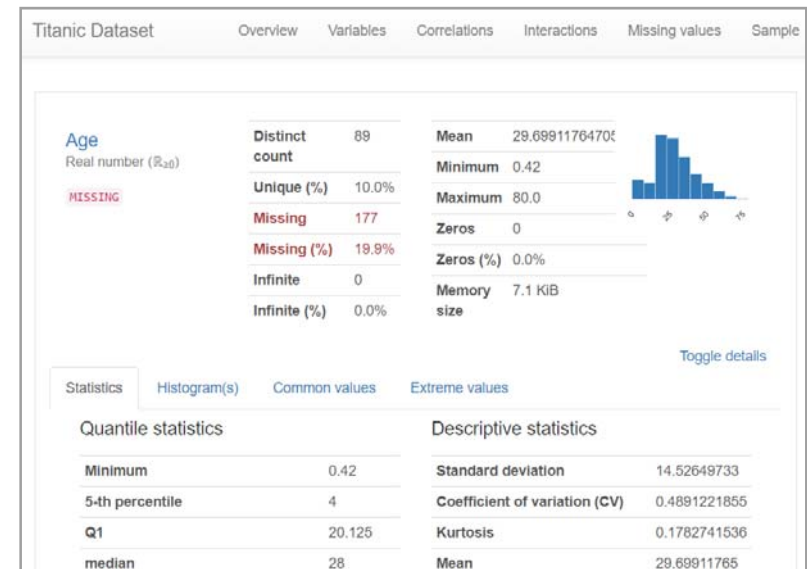 Titanic Dataset Overview Variables Correlations Interactions Missing values Sample
Age
Real number (ℝ≥0)
MISSING
Distinct count 89
Unique (%) 10.0%
Missing 177
Missing (%) 19.9%
Infinite 0
Infinite (%) 0.0%
Mean 29.69911764705
Minimum 0.42
Maximum 80.0
Zeros 0
Zeros (%) 0.0%
Memory size 7.1 KiB
0 25 50 75
Toggle details
Statistics Histogram(s) Common values Extreme values
Quantile statistics
Minimum 0.42
5-th percentile 4
Q1 20.125
median 28
Descriptive statistics
Standard deviation 14.52649733
Coefficient of variation (CV) 0.4891221855
Kurtosis 0.1782741536
Mean 29.69911765